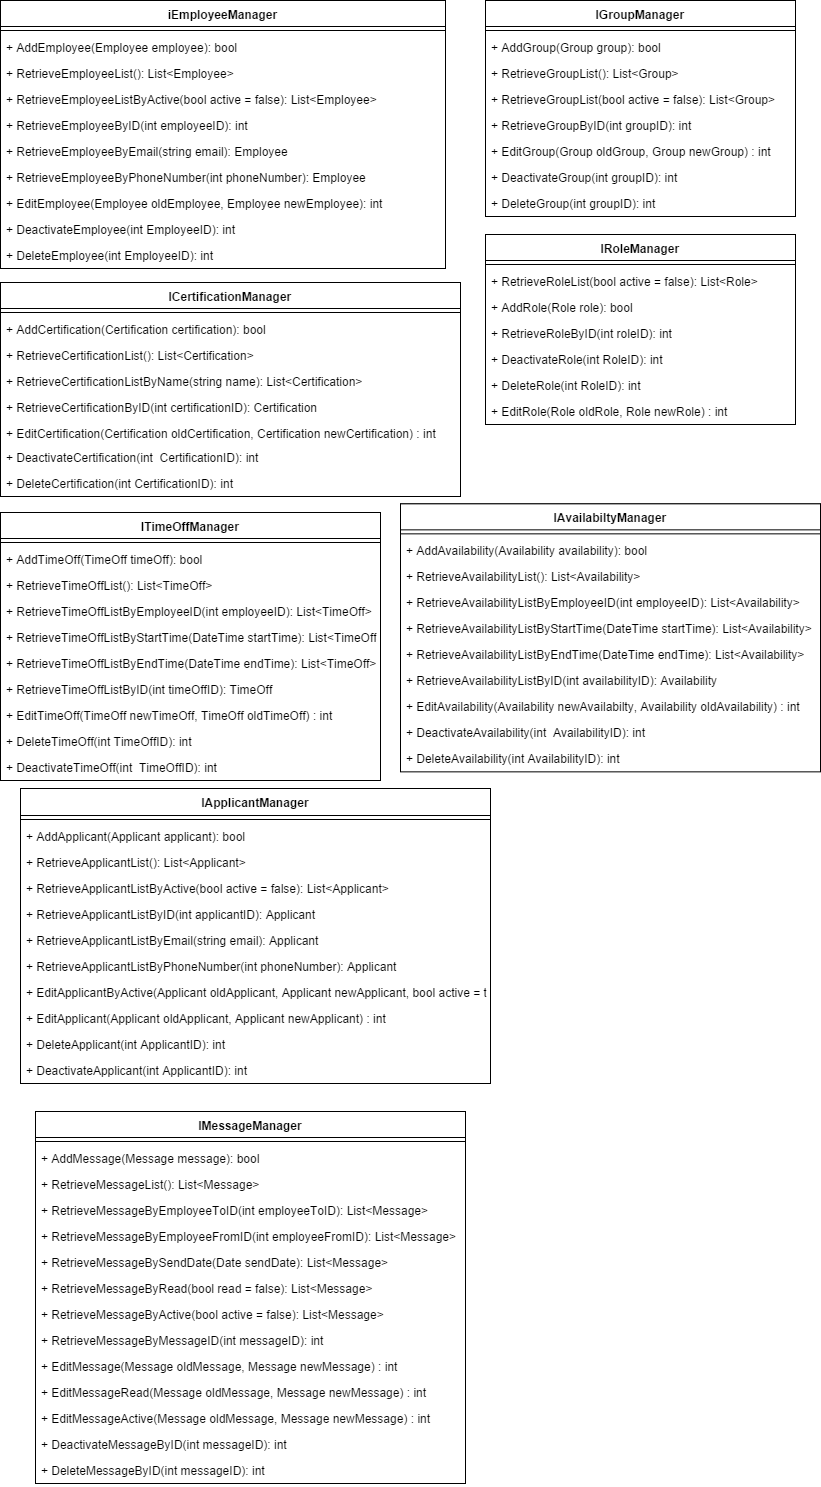 iEmployeeManager
+ AddEmployee(Employee employee): bool
+ RetrieveEmployeeList(): List<Employee>
+ RetrieveEmployeeListByActive(bool active = false): List<Employee>
+ RetrieveEmployeeByID(int employeeID): int
+ RetrieveEmployeeByEmail(string email): Employee
+ RetrieveEmployeeByPhoneNumber(int phoneNumber): Employee
+ EditEmployee(Employee oldEmployee, Employee newEmployee): int
+ DeactivateEmployee(int EmployeeID): int
+ DeleteEmployee(int EmployeeID): int
IGroupManager
+ AddGroup(Group group): bool
+ RetrieveGroupList(): List<Group>
+ RetrieveGroupList(bool active = false): List<Group>
+ RetrieveGroupByID(int groupID): int
+ EditGroup(Group oldGroup, Group newGroup) : int
+ DeactivateGroup(int groupID): int
+ DeleteGroup(int groupID): int
IRoleManager
+ RetrieveRoleList(bool active = false): List<Role>
+ AddRole(Role role): bool
+ RetrieveRoleByID(int roleID): int
+ DeactivateRole(int RoleID): int
+ DeleteRole(int RoleID): int
+ EditRole(Role oldRole, Role newRole) : int
ICertificationManager
+ AddCertification(Certification certification): bool
+ RetrieveCertificationList(): List<Certification>
+ RetrieveCertificationListByName(string name): List<Certification>
+ RetrieveCertificationByID(int certificationID): Certification
+ EditCertification(Certification oldCertification, Certification newCertification) : int
+ DeactivateCertification(int  CertificationID): int
+ DeleteCertification(int CertificationID): int
ITimeOffManager
+ AddTimeOff(TimeOff timeOff): bool
+ RetrieveTimeOffList(): List<TimeOff>
+ RetrieveTimeOffListByEmployeeID(int employeeID): List<TimeOff>
+ RetrieveTimeOffListByStartTime(DateTime startTime): List<TimeOff
+ RetrieveTimeOffListByEndTime(DateTime endTime): List<TimeOff>
+ RetrieveTimeOffListByID(int timeOffID): TimeOff
+ EditTimeOff(TimeOff newTimeOff, TimeOff oldTimeOff) : int
+ DeleteTimeOff(int TimeOffID): int
+ DeactivateTimeOff(int  TimeOffID): int
IAvailabiltyManager
+ AddAvailability(Availability availability): bool
+ RetrieveAvailabilityList(): List<Availability>
+ RetrieveAvailabilityListByEmployeeID(int employeeID): List<Availability>
+ RetrieveAvailabilityListByStartTime(DateTime startTime): List<Availability>
+ RetrieveAvailabilityListByEndTime(DateTime endTime): List<Availability>
+ RetrieveAvailabilityListByID(int availabilityID): Availability
+ EditAvailability(Availability newAvailabilty, Availability oldAvailability) : int
+ DeactivateAvailability(int  AvailabilityID): int
+ DeleteAvailability(int AvailabilityID): int
IApplicantManager
+ AddApplicant(Applicant applicant): bool
+ RetrieveApplicantList(): List<Applicant>
+ RetrieveApplicantListByActive(bool active = false): List<Applicant>
+ RetrieveApplicantListByID(int applicantID): Applicant
+ RetrieveApplicantListByEmail(string email): Applicant
+ RetrieveApplicantListByPhoneNumber(int phoneNumber): Applicant
+ EditApplicantByActive(Applicant oldApplicant, Applicant newApplicant, bool active = t
+ EditApplicant(Applicant oldApplicant, Applicant newApplicant) : int
+ DeleteApplicant(int ApplicantID): int
+ DeactivateApplicant(int ApplicantID): int
IMessageManager
+ AddMessage(Message message): bool
+ RetrieveMessageList(): List<Message>
+ RetrieveMessageByEmployeeToID(int employeeToID): List<Message>
+ RetrieveMessageByEmployeeFromID(int employeeFromID): List<Message>
+ RetrieveMessageBySendDate(Date sendDate): List<Message>
+ RetrieveMessageByRead(bool read = false): List<Message>
+ RetrieveMessageByActive(bool active = false): List<Message>
+ RetrieveMessageByMessageID(int messageID): int
+ EditMessage(Message oldMessage, Message newMessage) : int
+ EditMessageRead(Message oldMessage, Message newMessage) : int
+ EditMessageActive(Message oldMessage, Message newMessage) : int
+ DeactivateMessageByID(int messageID): int
+ DeleteMessageByID(int messageID): int